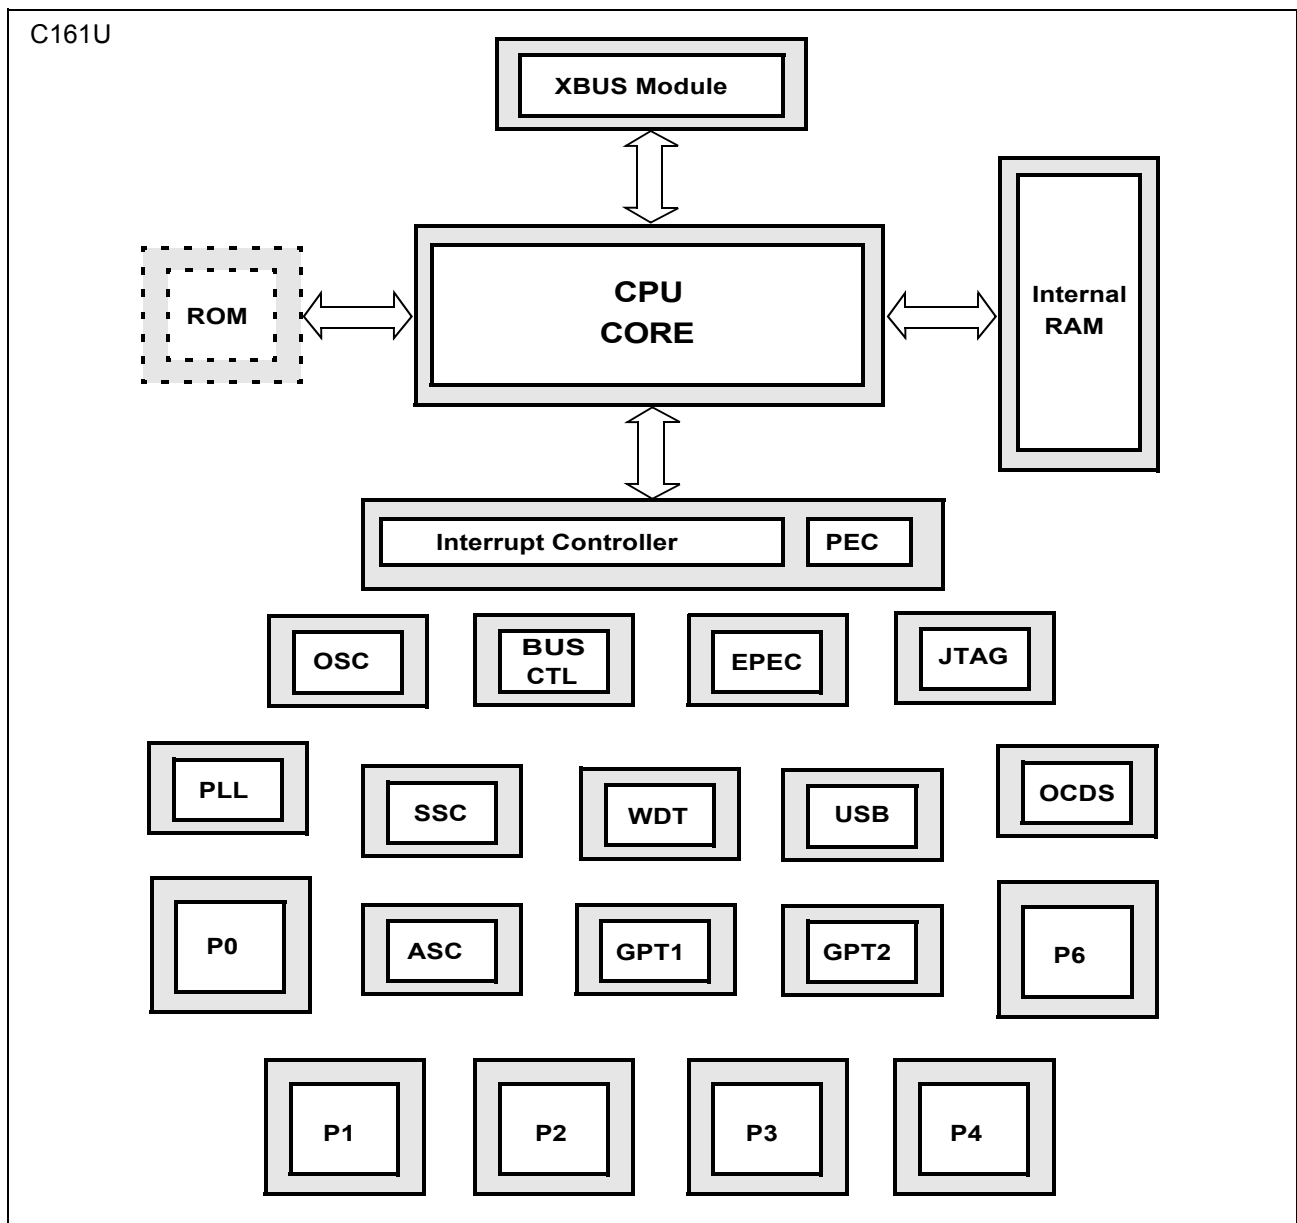 C161U
XBUS Module
ROM
CPU
CORE
Internal
RAM
Interrupt Controller
PEC
OSC
BUS
CTL
EPEC
JTAG
PLL
SSC
WDT
USB
OCDS
P0
ASC
GPT1
GPT2
P6
P1
P2
P3
P4